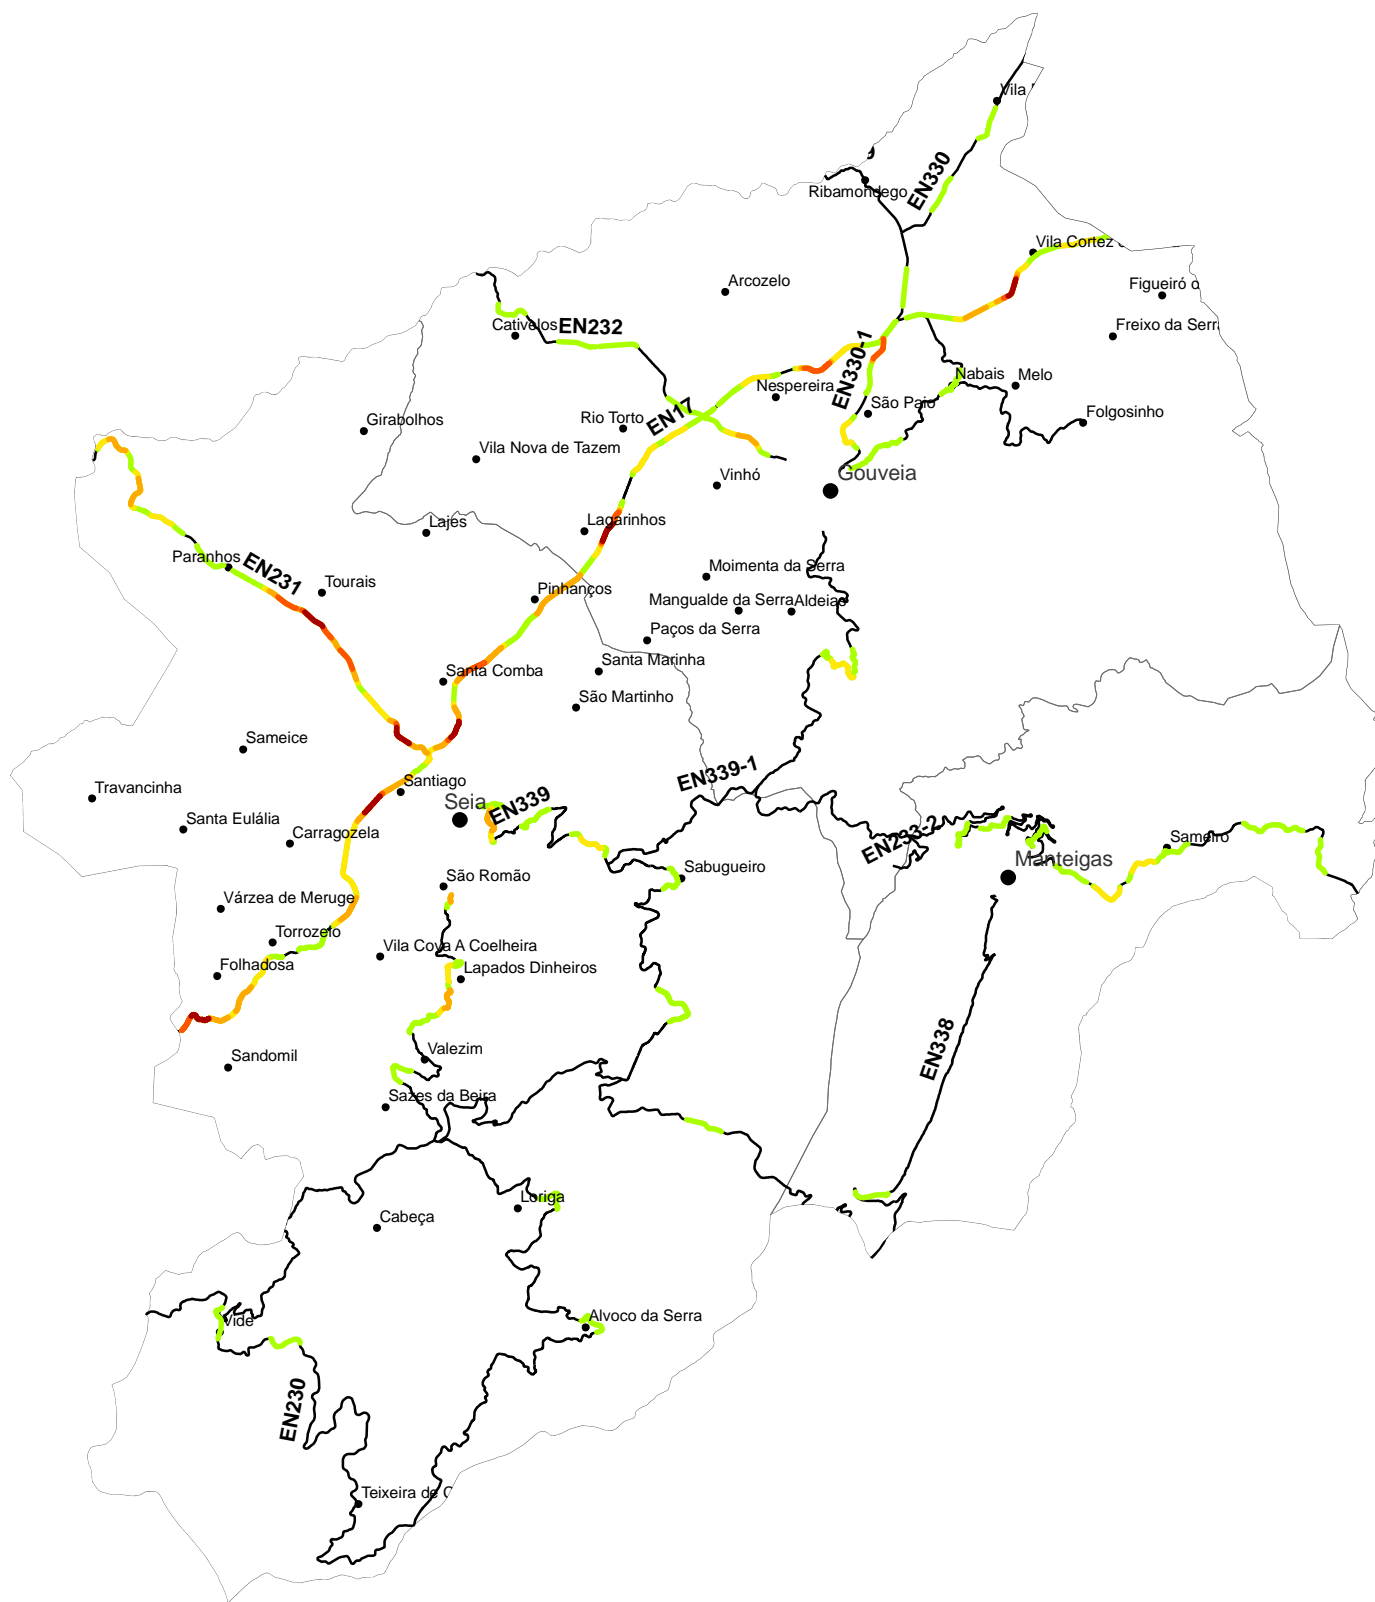 Vila
Ribamondego
EN330
Vila Cortez
Arcozelo
Figueiró
Cativelos
EN232
Freixo da Serra
EN330-1
Nabais
Melo
Nespereira
São Paio
Folgosinho
Girabolhos
Rio Torto
EN17
Vila Nova de Tazem
Vinhó
Gouveia
Lajes
Lagarinhos
Paranhos
EN231
Tourais
Pinhanços
Moimenta da Serra
Mangualde da Serra
Aldeias
Paços da Serra
Santa Comba
Santa Marinha
São Martinho
Sameice
EN339-1
Travancinha
Santiago
Seia
EN339
Santa Eulália
Carragozela
EN233-2
Sameiro
Manteigas
Sabugueiro
São Romão
Várzea de Meruge
Torrozelo
Vila Cova A Coelheira
Folhadosa
Lapados Dinheiros
Sandomil
Valezim
EN338
Sazes da Beira
Loriga
Cabeça
Vide
Alvoco da Serra
EN230
Teixeira de